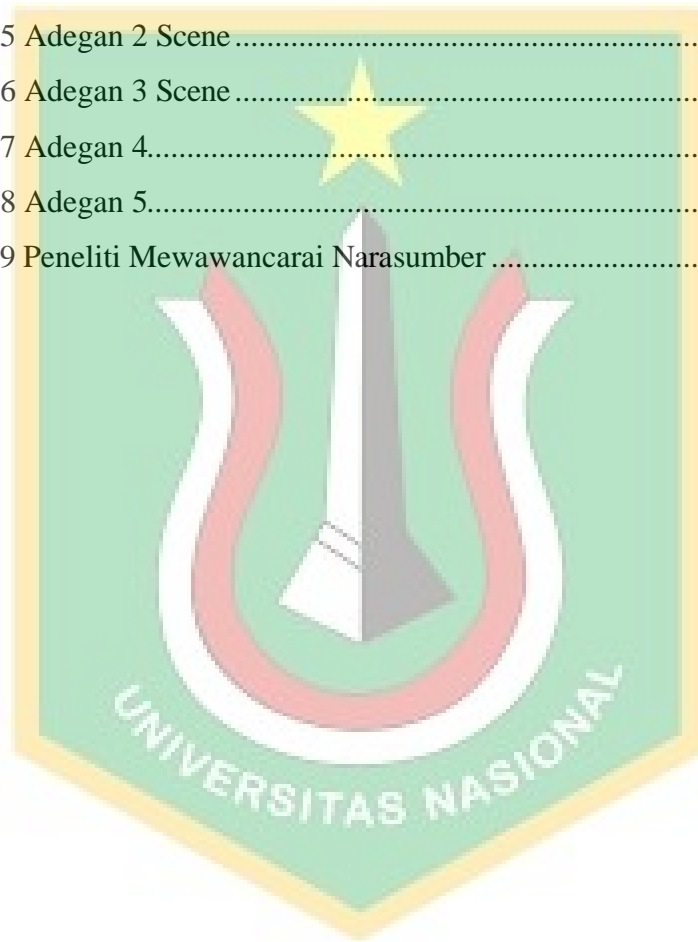 5 Adegan 2 Scene ..........................................................
6 Adegan 3 Scene ..........................................................
7 Adegan 4.....................................................................
8 Adegan 5.....................................................................
9 Peneliti Mewawancarai Narasumber ..........................
UNIVERSITAS NASIONAL